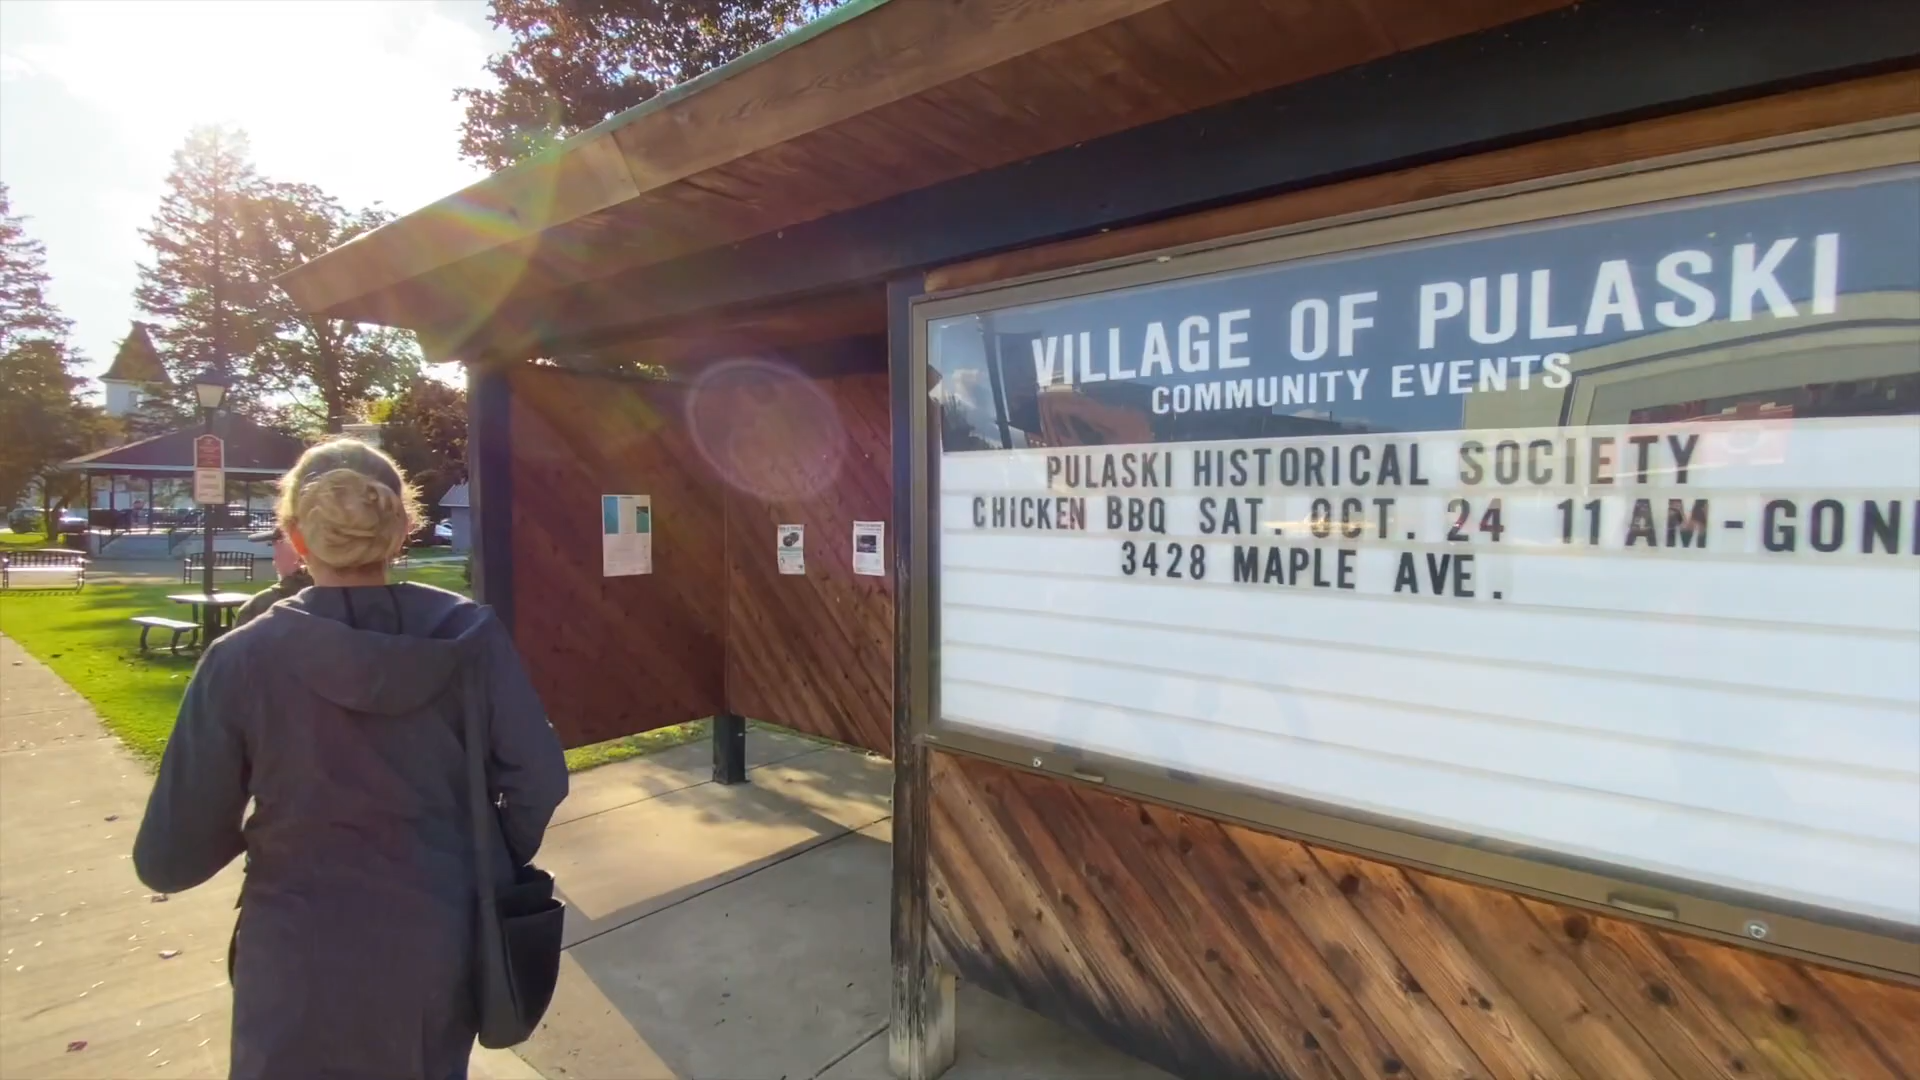 VILLAGE OF PULASKI
COMMUNITY EVENTS
PULASKI HISTORICAL SOCIETY
CHICKEN BBQ SAT. OCT. 24 11 AM-GON
3428 MAPLE AVE.